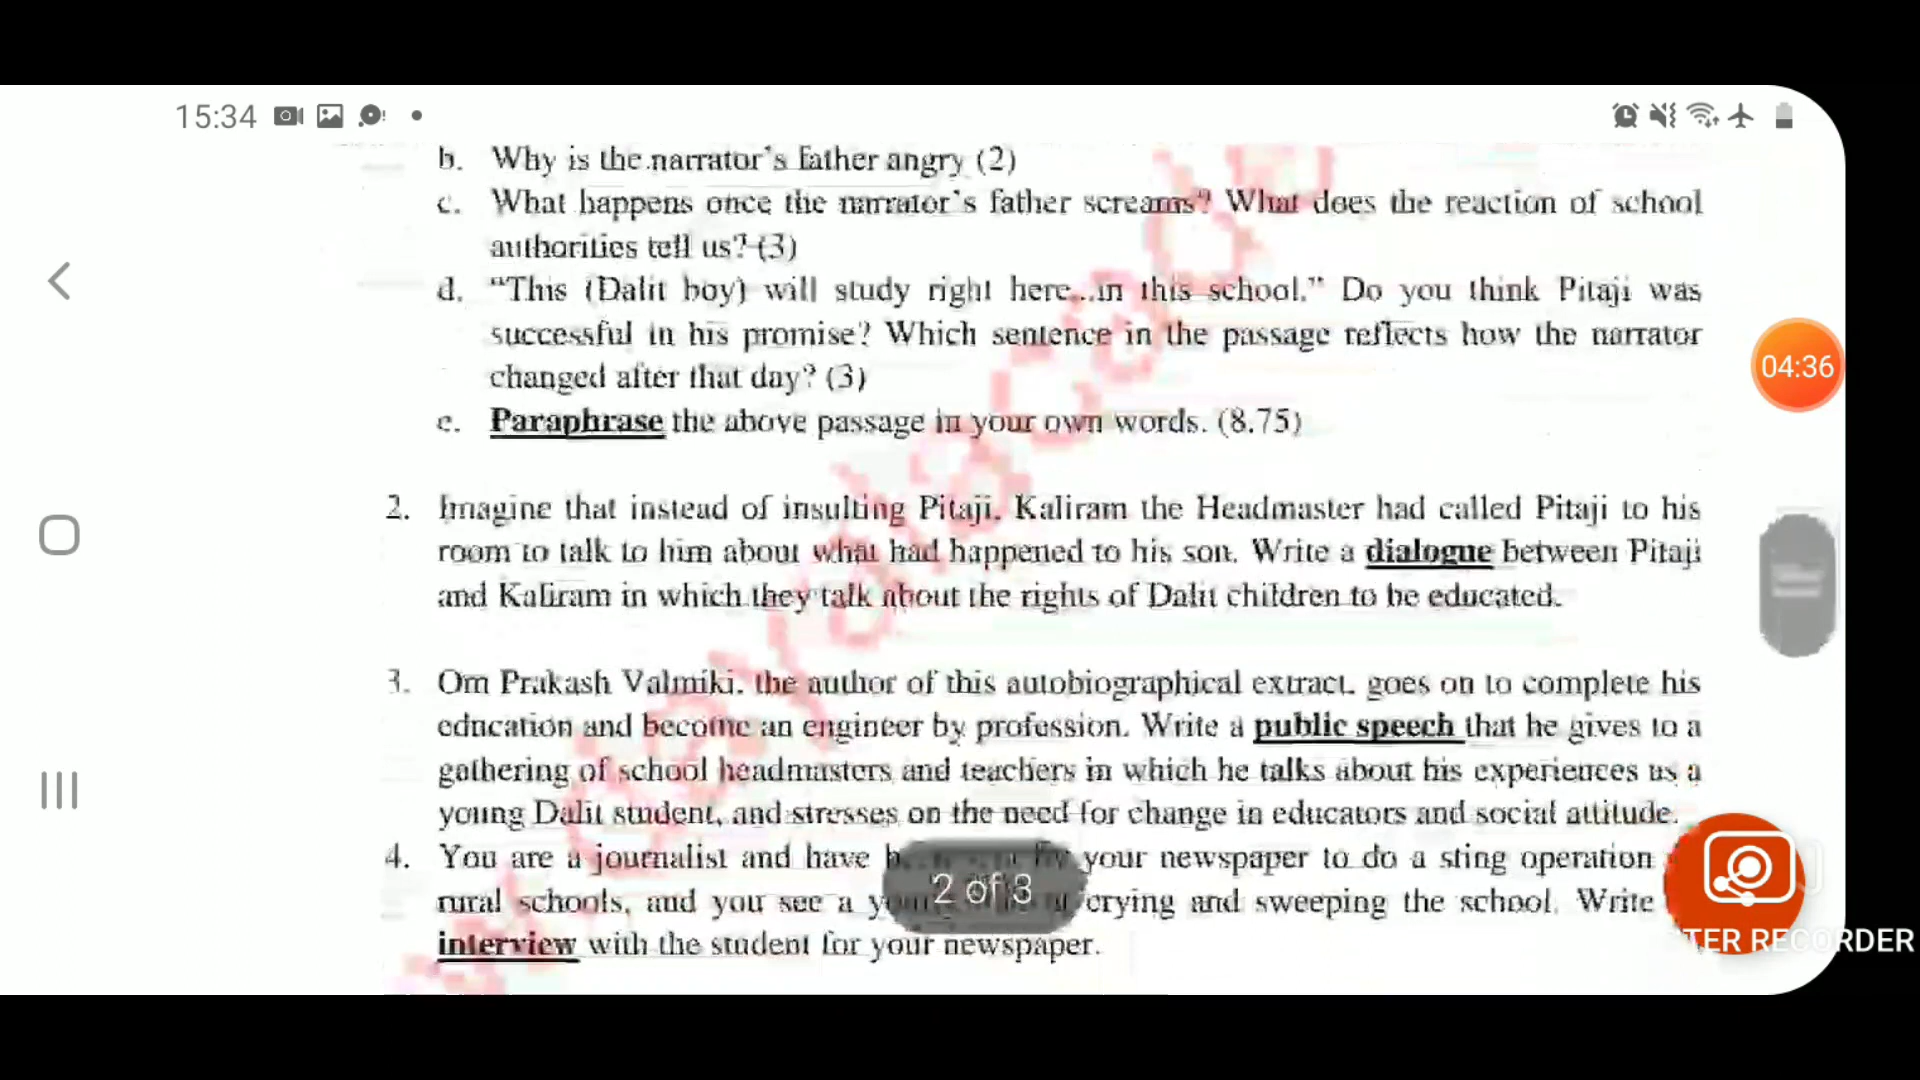 15:34
b. Why is the narrator's father angry (2)
c. What happens once the narrator's father screams? What does the reaction of school
authorities tell us? (3)
d. "This (Dalit boy) will study right here...in this school." Do you think Pitaji was
successful in his promise? Which sentence in the passage reflects how the narrator
changed after that day? (3)
e. Paraphrase the above passage in your own words. (8.75)
04:36
2. Imagine that instead of insulting Pitaji, Kaliram the Headmaster had called Pitaji to his
room to talk to him about what had happened to his son. Write a dialogue between Pitaji
and Kaliram in which they talk about the rights of Dalit children to be educated.
3. Om Prakash Valmiki, the author of this autobiographical extract, goes on to complete his
education and become an engineer by profession. Write a public speech that he gives to a
gathering of school headmasters and teachers in which he talks about his experiences as a
young Dalit student, and stresses on the need for change in educators and social attitude.
4. You are a journalist and have your newspaper to do a sting operation
rural schools, and you see a crying and sweeping the school. Write
interview with the student for your newspaper.
2 of 3
TER RECORDER